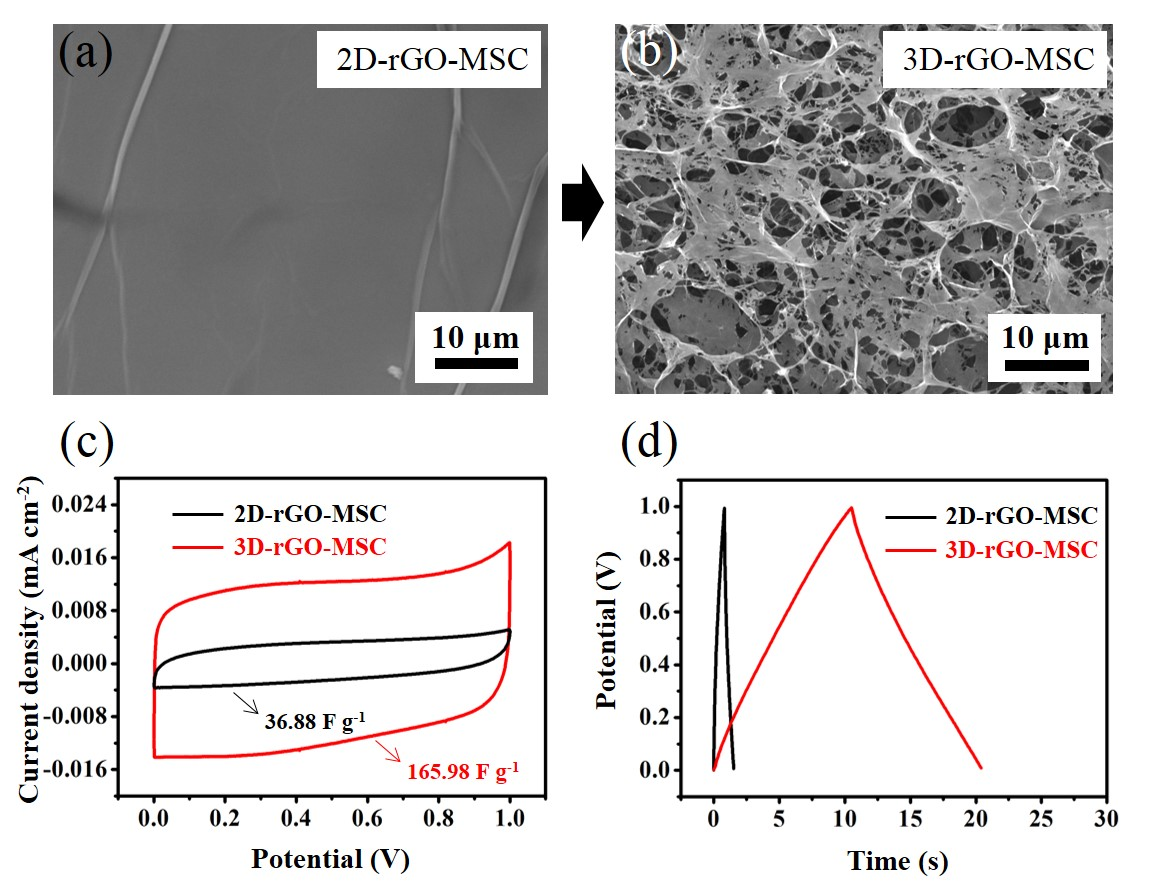 (a)
2D-rGO-MSC
10 µm
(b)
3D-rGO-MSC
10 µm
(c)
Current density (mA cm-2)
0.024
0.016
0.008
0.000
-0.008
-0.016
2D-rGO-MSC
3D-rGO-MSC
36.88 F g-1
165.98 F g-1
0.0 0.2 0.4 0.6 0.8 1.0
Potential (V)
(d)
Potential (V)
1.0
0.8
0.6
0.4
0.2
0.0
2D-rGO-MSC
3D-rGO-MSC
0 5 10 15 20 25 30
Time (s)